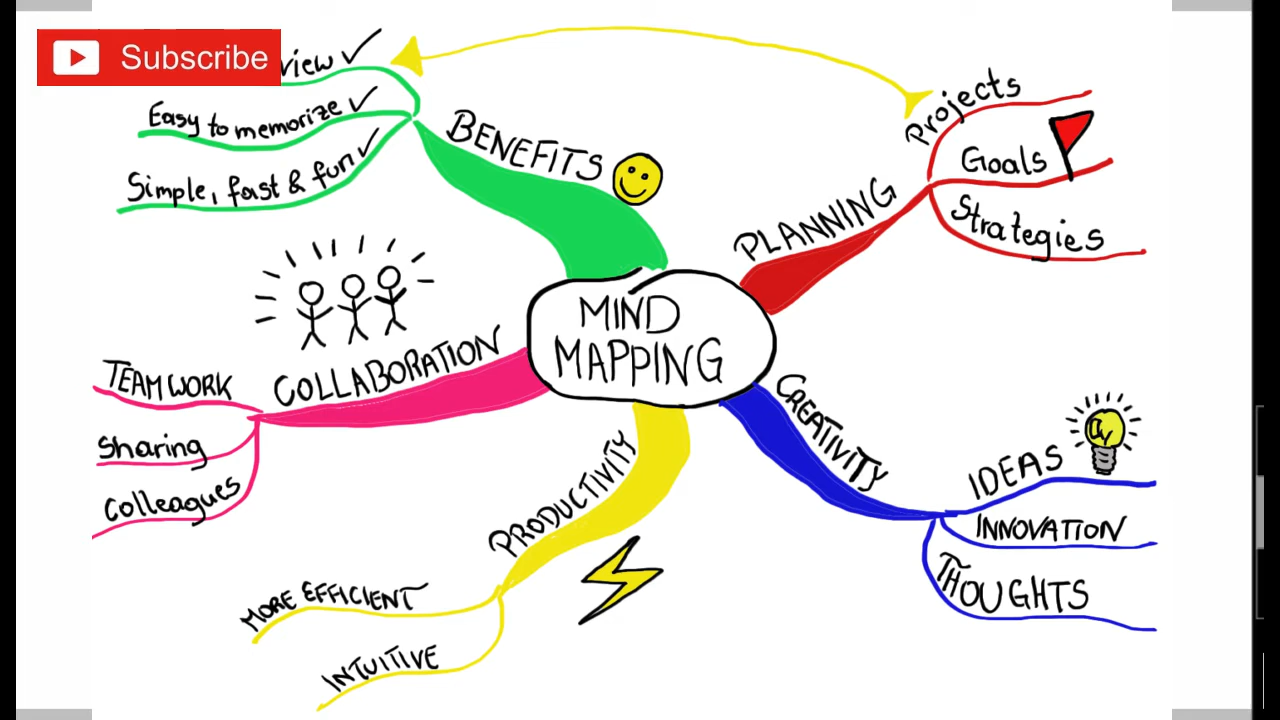 Subscribe
view
Easy to memorize
Simple, fast & fun
BENEFITS
Projects
Goals
Strategies
PLANNING
MIND
MAPPING
COLLABORATION
TEAMWORK
Sharing
Colleagues
CREATIVITY
IDEAS
INNOVATION
THOUGHTS
PRODUCTIVITY
MORE EFFICIENT
INTUITIVE